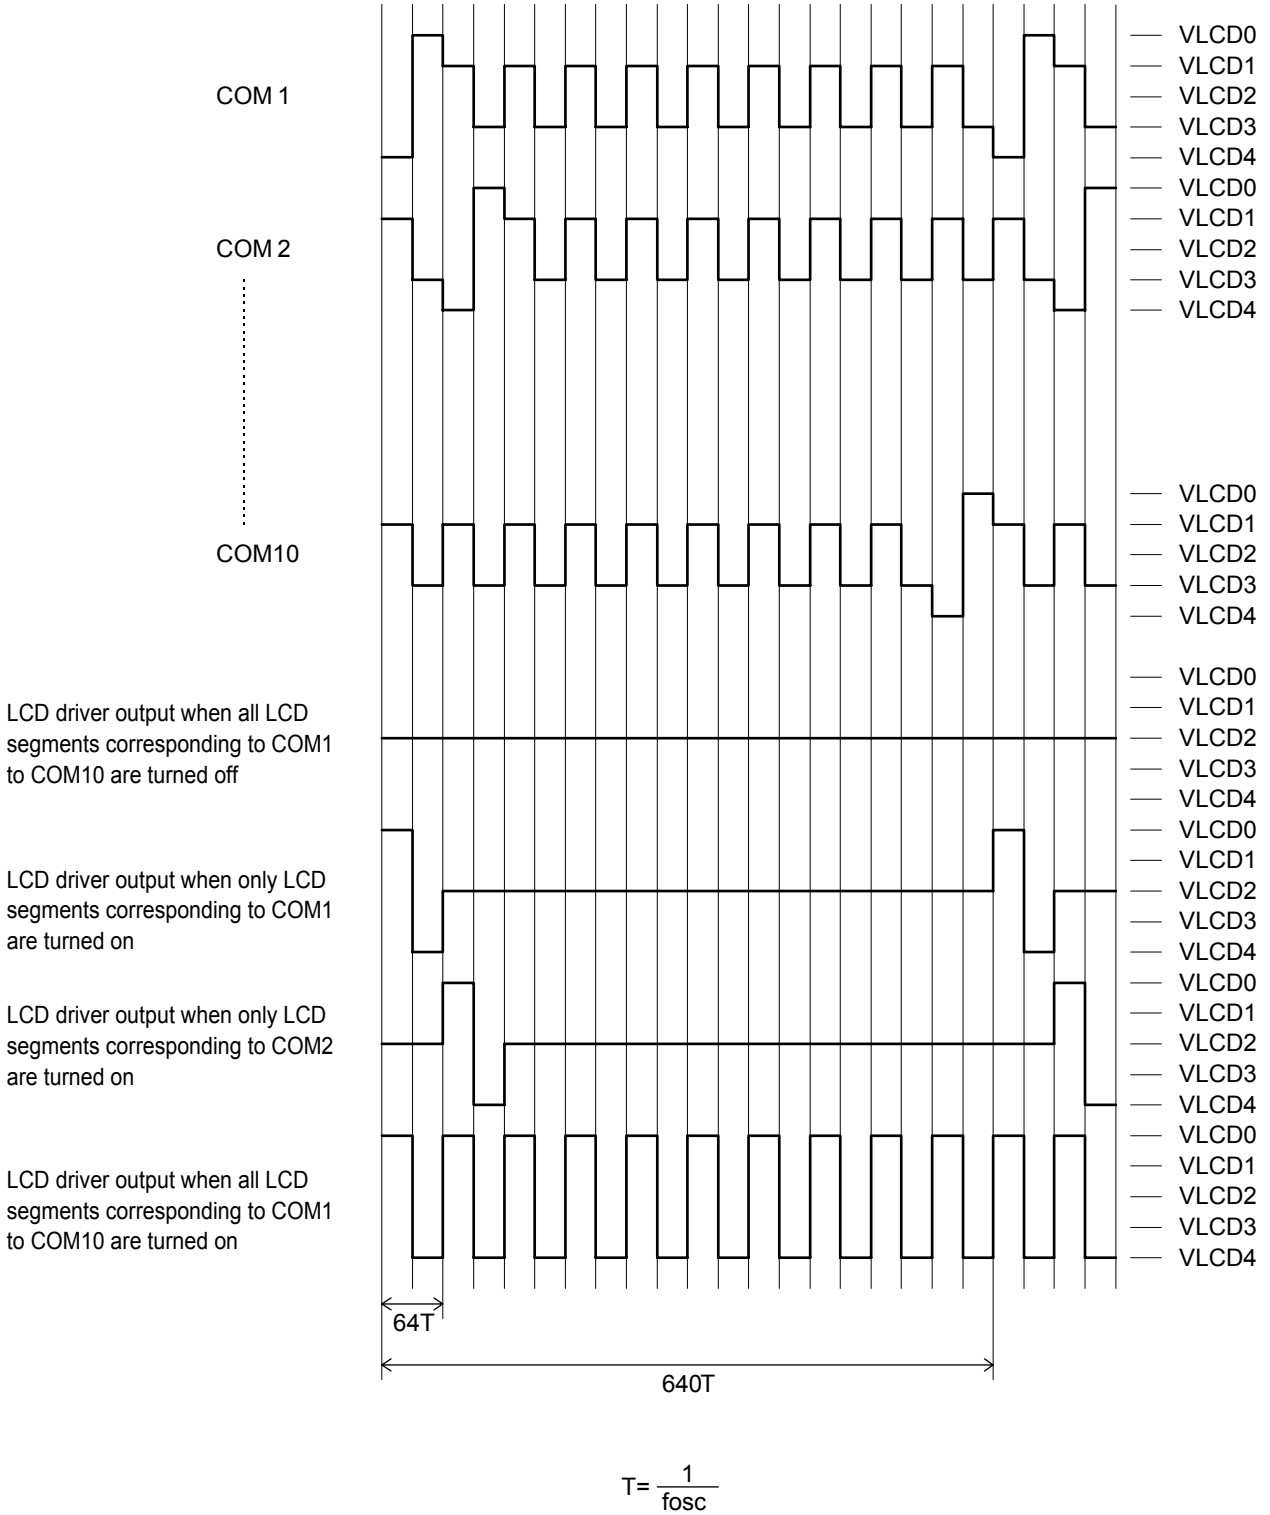 COM 1
VLCD0
VLCD1
VLCD2
VLCD3
VLCD4
COM 2
VLCD0
VLCD1
VLCD2
VLCD3
VLCD4
COM10
VLCD0
VLCD1
VLCD2
VLCD3
VLCD4
LCD driver output when all LCD
segments corresponding to COM1
to COM10 are turned off
VLCD0
VLCD1
VLCD2
VLCD3
VLCD4
LCD driver output when only LCD
segments corresponding to COM1
are turned on
VLCD0
VLCD1
VLCD2
VLCD3
VLCD4
LCD driver output when only LCD
segments corresponding to COM2
are turned on
VLCD0
VLCD1
VLCD2
VLCD3
VLCD4
LCD driver output when all LCD
segments corresponding to COM1
to COM10 are turned on
VLCD0
VLCD1
VLCD2
VLCD3
VLCD4
64T
640T
T= 1
fosc